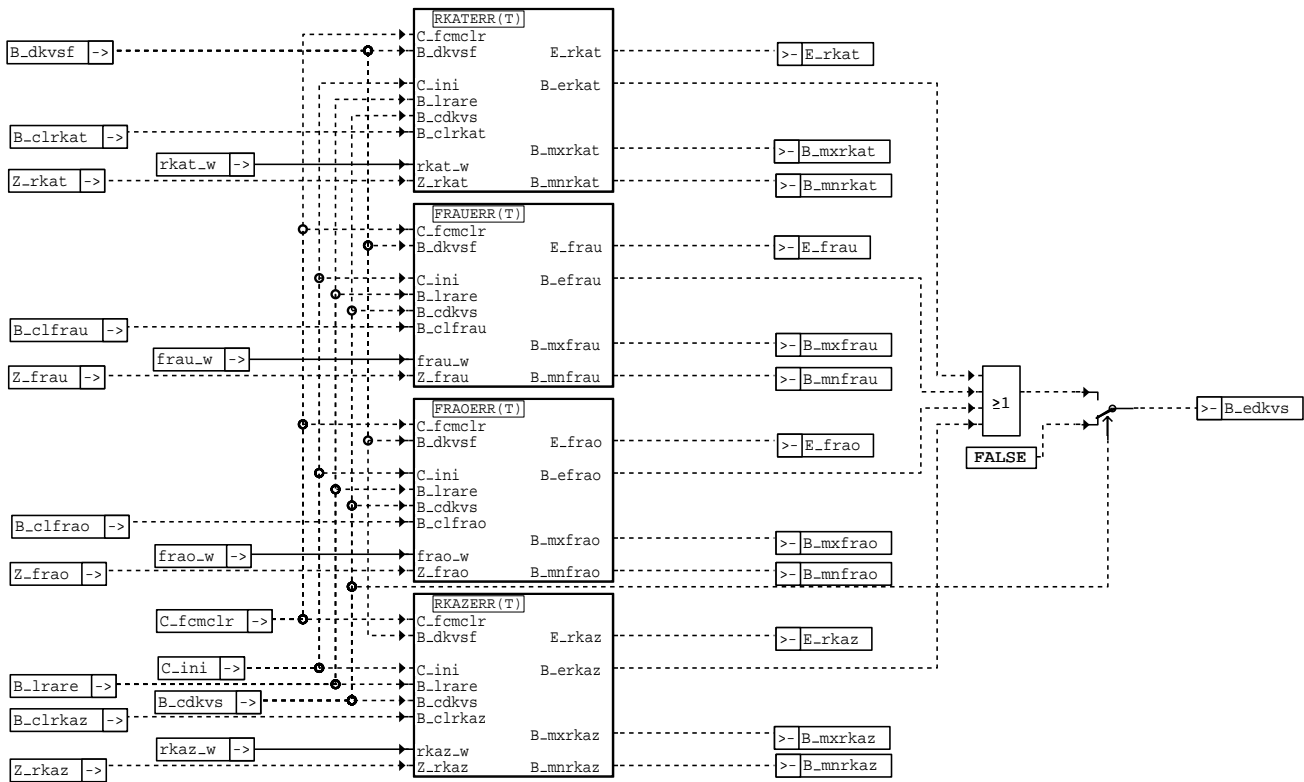 RKATERR(T)
C_fcmclr
B_dkvsf ->
B_dkvsf
E_rkat
>- E_rkat
C_ini
B_erkat
B_lrare
B_cdkvs
B_clrkat ->
B_clrkat
B_mxrkat
>- B_mxrkat
rkat_w ->
rkat_w
Z_rkat ->
Z_rkat
B_mnrkat
>- B_mnrkat
FRAUERR(T)
C_fcmclr
B_dkvsf
E_frau
>- E_frau
C_ini
B_efrau
B_lrare
B_cdkvs
B_clfrau ->
B_clfrau
B_mxfrau
>- B_mxfrau
frau_w ->
frau_w
Z_frau ->
Z_frau
B_mnfrau
>- B_mnfrau
≥1
>- B_edkvs
FALSE
FRAOERR(T)
C_fcmclr
B_dkvsf
E_frao
>- E_frao
C_ini
B_efrao
B_lrare
B_cdkvs
B_clfrao ->
B_clfrao
B_mxfrao
>- B_mxfrao
frao_w ->
frao_w
Z_frao ->
Z_frao
B_mnfrao
>- B_mnfrao
RKAZERR(T)
C_fcmclr ->
C_fcmclr
B_dkvsf
E_rkaz
>- E_rkaz
C_ini ->
C_ini
B_erkaz
B_lrare ->
B_lrare
B_cdkvs ->
B_cdkvs
B_clrkaz ->
B_clrkaz
B_mxrkaz
>- B_mxrkaz
rkaz_w ->
rkaz_w
Z_rkaz ->
Z_rkaz
B_mnrkaz
>- B_mnrkaz